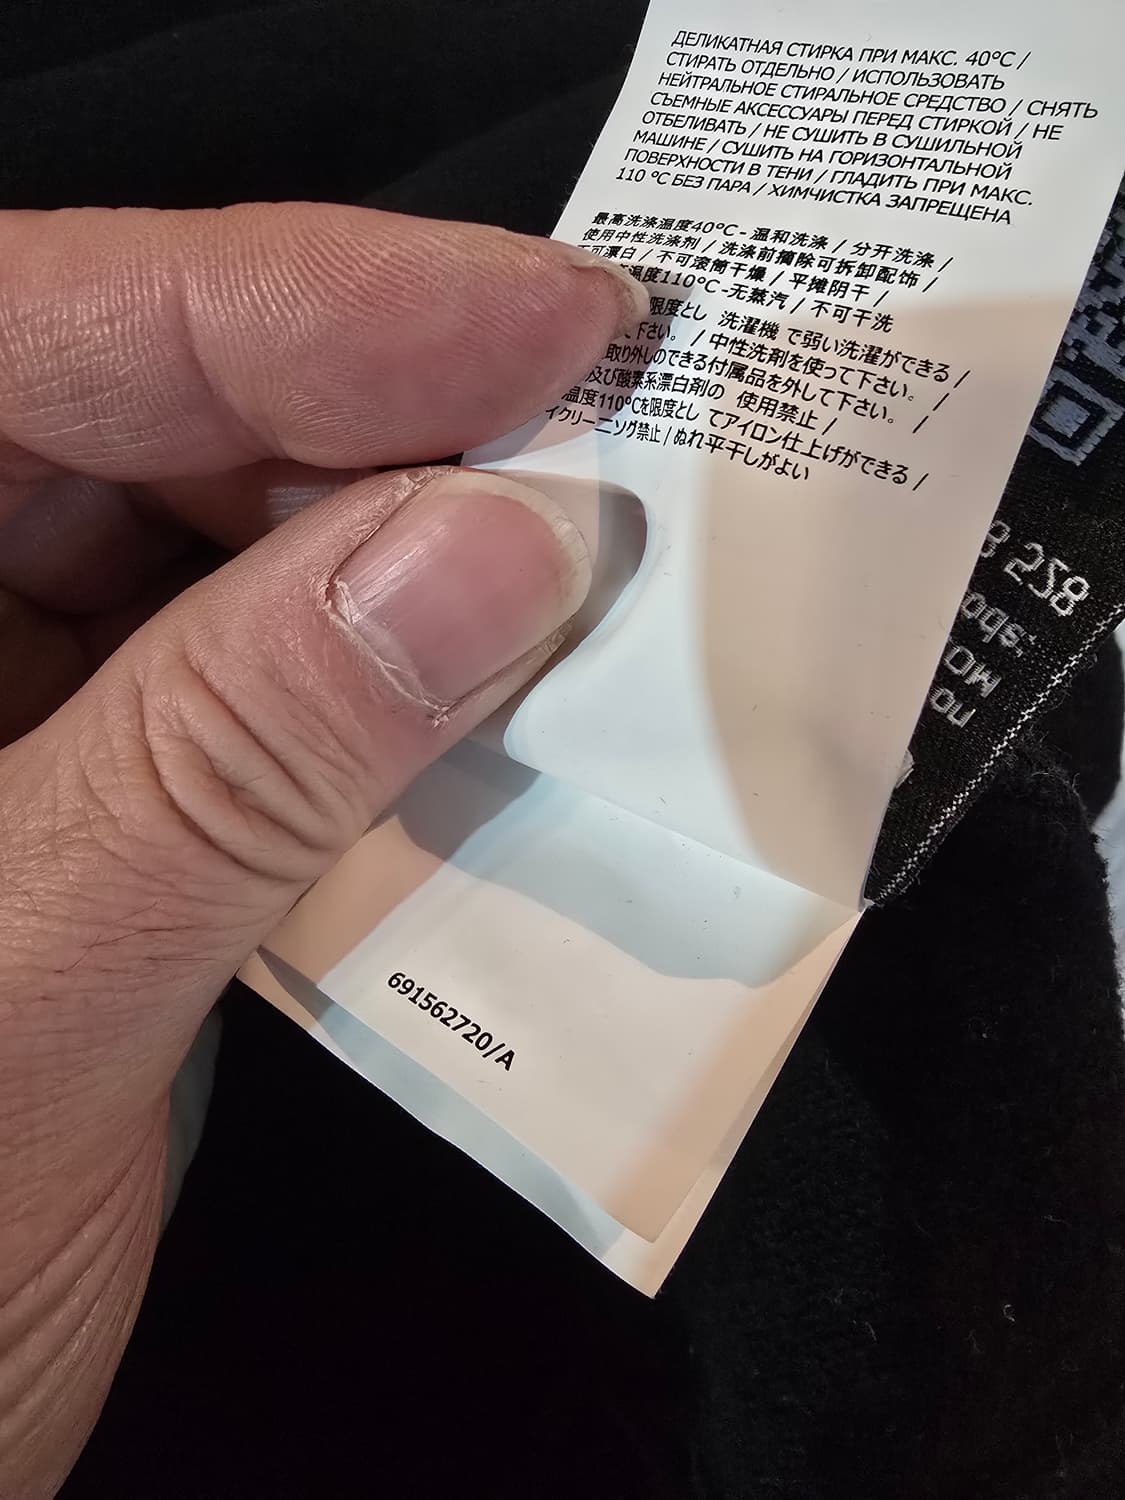 ДЕЛИКАТНАЯ СТИРКА ПРИ МАКС. 40°C /
СТИРАТЬ ОТДЕЛЬНО / ИСПОЛЬЗОВАТЬ
НЕЙТРАЛЬНОЕ СТИРАЛЬНОЕ СРЕДСТВО / СНЯТЬ
СЪЕМНЫЕ АКСЕССУАРЫ ПЕРЕД СТИРКОЙ / НЕ
ОТБЕЛИВАТЬ / НЕ СУШИТЬ В СУШИЛЬНОЙ
МАШИНЕ / СУШИТЬ НА ГОРИЗОНТАЛЬНОЙ
ПОВЕРХНОСТИ В ТЕНИ / ГЛАДИТЬ ПРИ МАКС.
110 °C БЕЗ ПАРА / ХИМЧИСТКА ЗАПРЕЩЕНА
最高洗涤温度40°C - 温和洗涤 / 分开洗涤 /
使用中性洗涤剂 / 洗涤前摘除可拆卸配饰 /
可漂白 / 不可滚筒干燥 / 平摊阴干 /
温度110°C -无蒸汽 / 不可干洗
限度とし 洗濯機 で弱い洗濯ができる /
て下さい。 / 中性洗剤を使って下さい。 /
取り外しのできる付属品を外して下さい。 /
及び酸素系漂白剤の 使用禁止 /
温度110℃を限度とし てアイロン仕上げができる /
イクリーニング禁止 / ぬれ平干しがよい
691562720/A
8 258